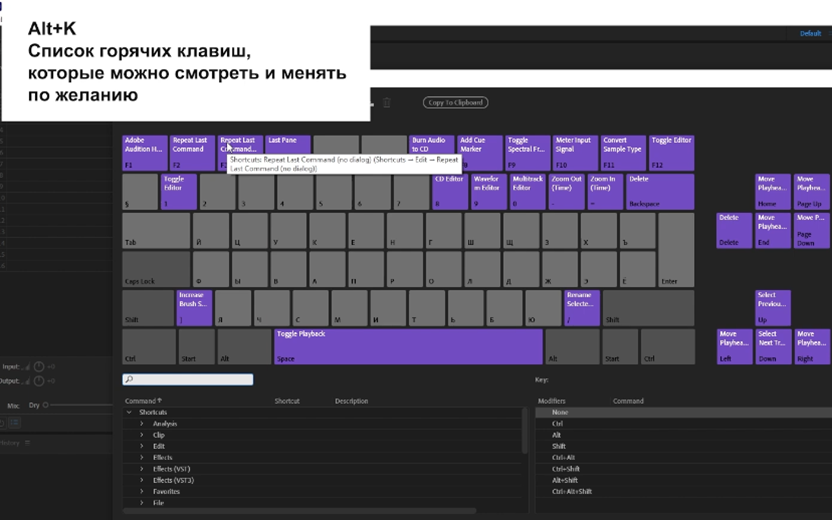 Alt+K
Список горячих клавиш,
которые можно смотреть и менять
по желанию
Default
Copy To Clipboard
Adobe Audition H... Repeat Last Command Repeat Last Command... Last Pane Burn Audio to CD Add Cue Marker Toggle Spectral Fr... Meter Input Signal Convert Sample Type Toggle Editor
F1 F2 F9 F10 F11 F12
Shortcuts: Repeat Last Command (no dialog) (Shortcuts → Edit → Repeat
Last Command (no dialog))
Toggle Editor CD Editor Waveform Editor Multitrack Editor Zoom Out (Time) Zoom In (Time) Delete Move Playhea... Move Playhea...
§ 1 2 3 4 5 6 7 8 9 0 - = Backspace Home Page Up
Delete Move Playhea... Move P...
Tab Й Ц У К Е Н Г Ш Щ З Х Ъ Delete End Page Down
Caps Lock Ф Ы В А П Р О Л Д Ж Э Ё Enter
Increase Brush S... Rename Selecte... Select Previou...
Shift ] Я Ч С М И Т Ь Б Ю / Shift Up
Toggle Playback Move Playhea... Select Next Tr... Move Playhea...
Ctrl Start Alt Space Alt Start Ctrl Left Down Right
Input:
Output:
Mix: Dry
History
Key:
Command Shortcut Description
Modifiers Command
Shortcuts
Analysis
Clip
Edit
Effects
Effects (VST)
Effects (VST3)
Favorites
File
None
Ctrl
Alt
Shift
Ctrl+Alt
Ctrl+Shift
Alt+Shift
Ctrl+Alt+Shift